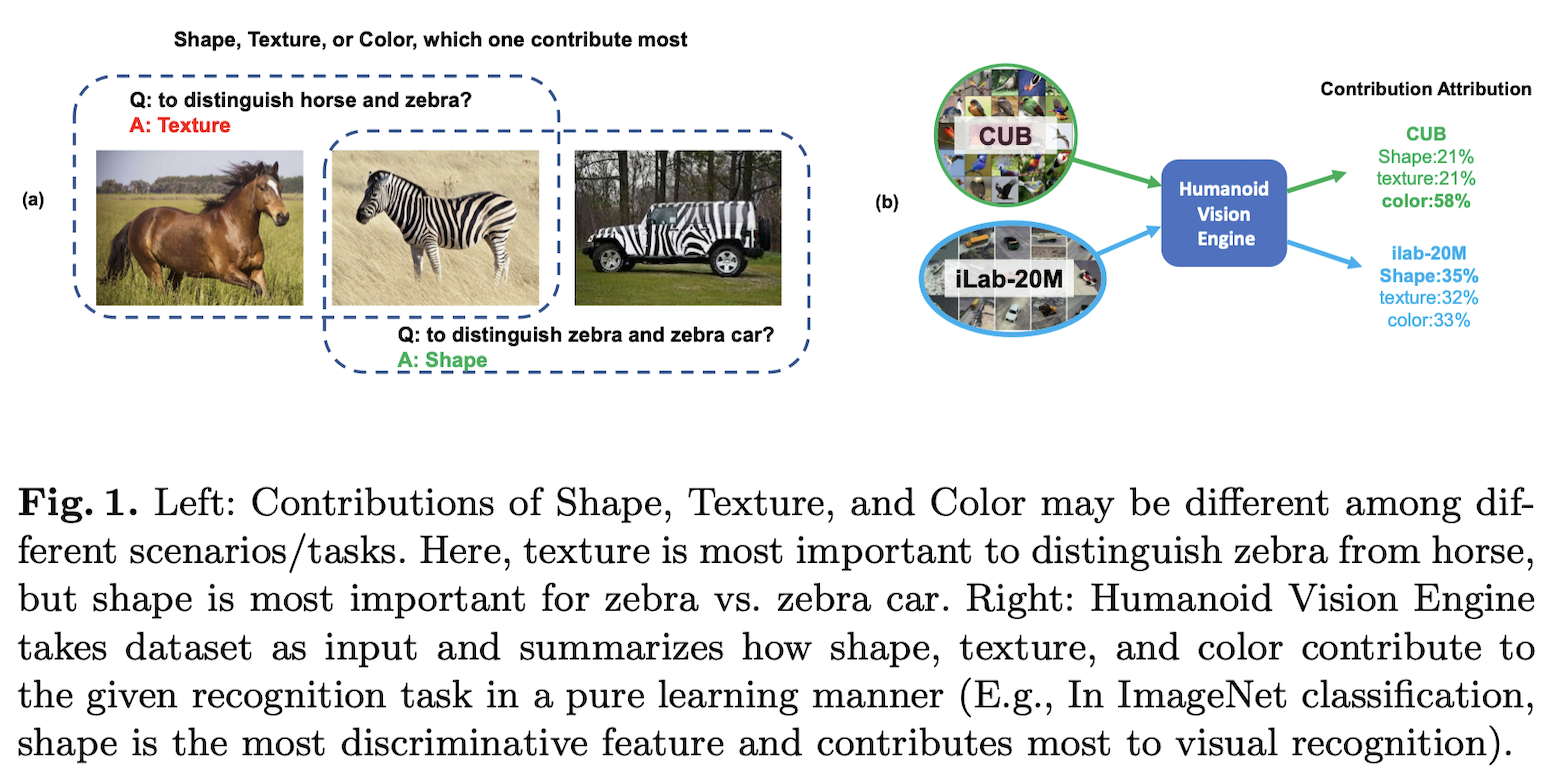 Shape, Texture, or Color, which one contribute most
Q: to distinguish horse and zebra?
A: Texture
(a)
Q: to distinguish zebra and zebra car?
A: Shape
(b)
CUB
iLab-20M
Humanoid
Vision
Engine
Contribution Attribution
CUB
Shape:21%
texture:21%
color:58%
ilab-20M
Shape:35%
texture:32%
color:33%
Fig. 1. Left: Contributions of Shape, Texture, and Color may be different among dif-
ferent scenarios/tasks. Here, texture is most important to distinguish zebra from horse,
but shape is most important for zebra vs. zebra car. Right: Humanoid Vision Engine
takes dataset as input and summarizes how shape, texture, and color contribute to
the given recognition task in a pure learning manner (E.g., In ImageNet classification,
shape is the most discriminative feature and contributes most to visual recognition).